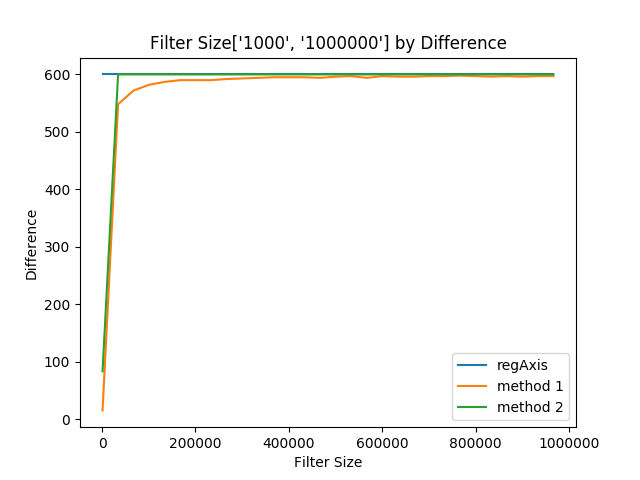 Filter Size['1000', '1000000'] by Difference
600
500
400
300
200
100
0
Difference
regAxis
method 1
method 2
0 200000 400000 600000 800000 1000000
Filter Size